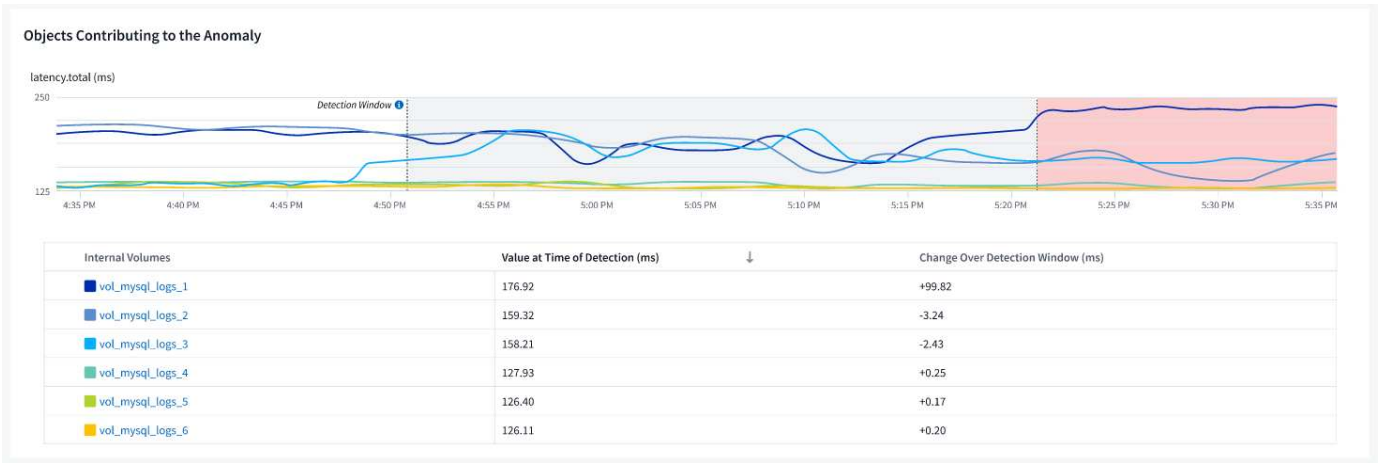 Objects Contributing to the Anomaly
latency.total (ms)
250
Detection Window
125
4:35 PM 4:40 PM 4:45 PM 4:50 PM 4:55 PM 5:00 PM 5:05 PM 5:10 PM 5:15 PM 5:20 PM 5:25 PM 5:30 PM 5:35 PM
Internal Volumes Value at Time of Detection (ms) ↓ Change Over Detection Window (ms)
vol_mysql_logs_1 176.92 +99.82
vol_mysql_logs_2 159.32 -3.24
vol_mysql_logs_3 158.21 -2.43
vol_mysql_logs_4 127.93 +0.25
vol_mysql_logs_5 126.40 +0.17
vol_mysql_logs_6 126.11 +0.20